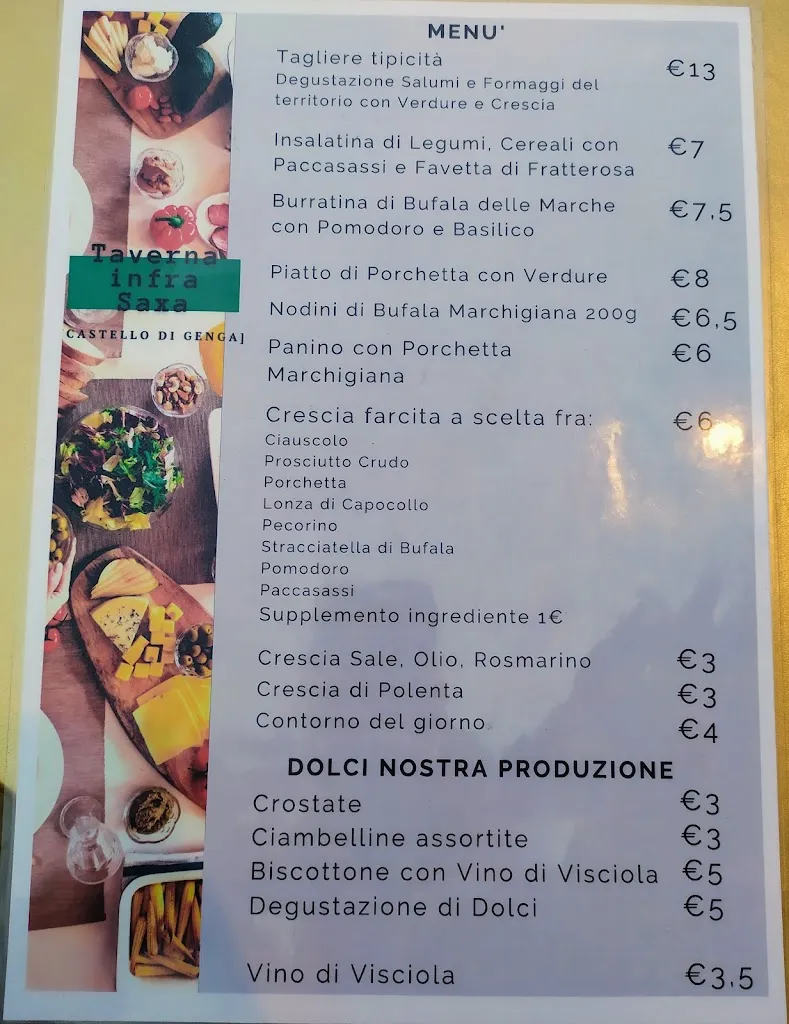 MENU'
Tagliere tipicità €13
Degustazione Salumi e Formaggi del
territorio con Verdure e Crescia
Insalatina di Legumi, Cereali con €7
Paccasassi e Favetta di Fratterosa
Burratina di Bufala delle Marche €7,5
con Pomodoro e Basilico
Piatto di Porchetta con Verdure €8
Nodini di Bufala Marchigiana 200g €6,5
Panino con Porchetta €6
Marchigiana
Crescia farcita a scelta fra: €6
Ciauscolo
Prosciutto Crudo
Porchetta
Lonza di Capocollo
Pecorino
Stracciatella di Bufala
Pomodoro
Paccasassi
Supplemento ingrediente 1€
Crescia Sale, Olio, Rosmarino €3
Crescia di Polenta €3
Contorno del giorno €4
DOLCI NOSTRA PRODUZIONE
Crostate €3
Ciambelline assortite €3
Biscottone con Vino di Visciola €5
Degustazione di Dolci €5
Vino di Visciola €3,5
Taverna
infra
Saxa
CASTELLO DI GENGA]